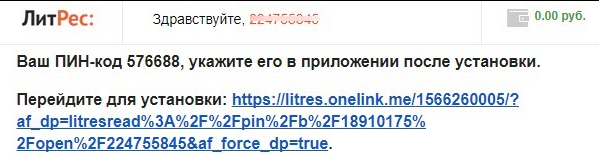 ЛитРес: Здравствуйте, 224755845 0.00 руб.
Ваш ПИН-код 576688, укажите его в приложении после установки.
Перейдите для установки: https://litres.onelink.me/1566260005/?
af_dp=litresread%3A%2F%2Fpin%2Fb%2F18910175%
2Fopen%2F224755845&af_force_dp=true.